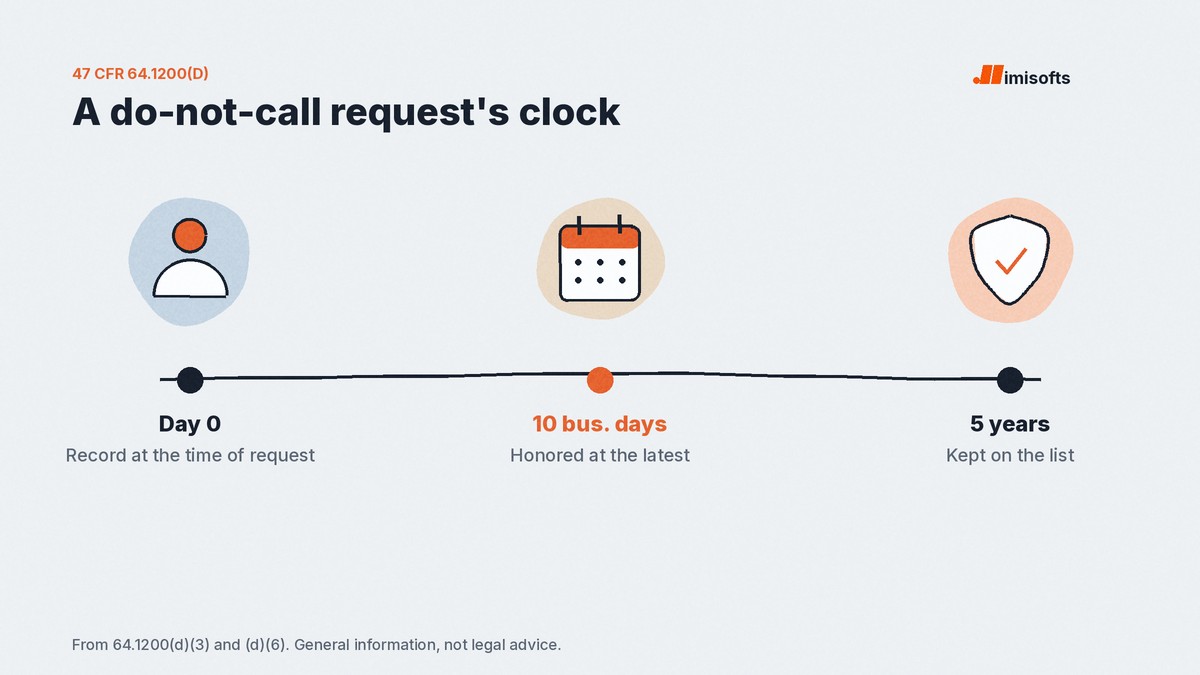 47 CFR 64.1200(D)
imisofts
A do-not-call request's clock
Day 0
Record at the time of request
10 bus. days
Honored at the latest
5 years
Kept on the list
From 64.1200(d)(3) and (d)(6). General information, not legal advice.